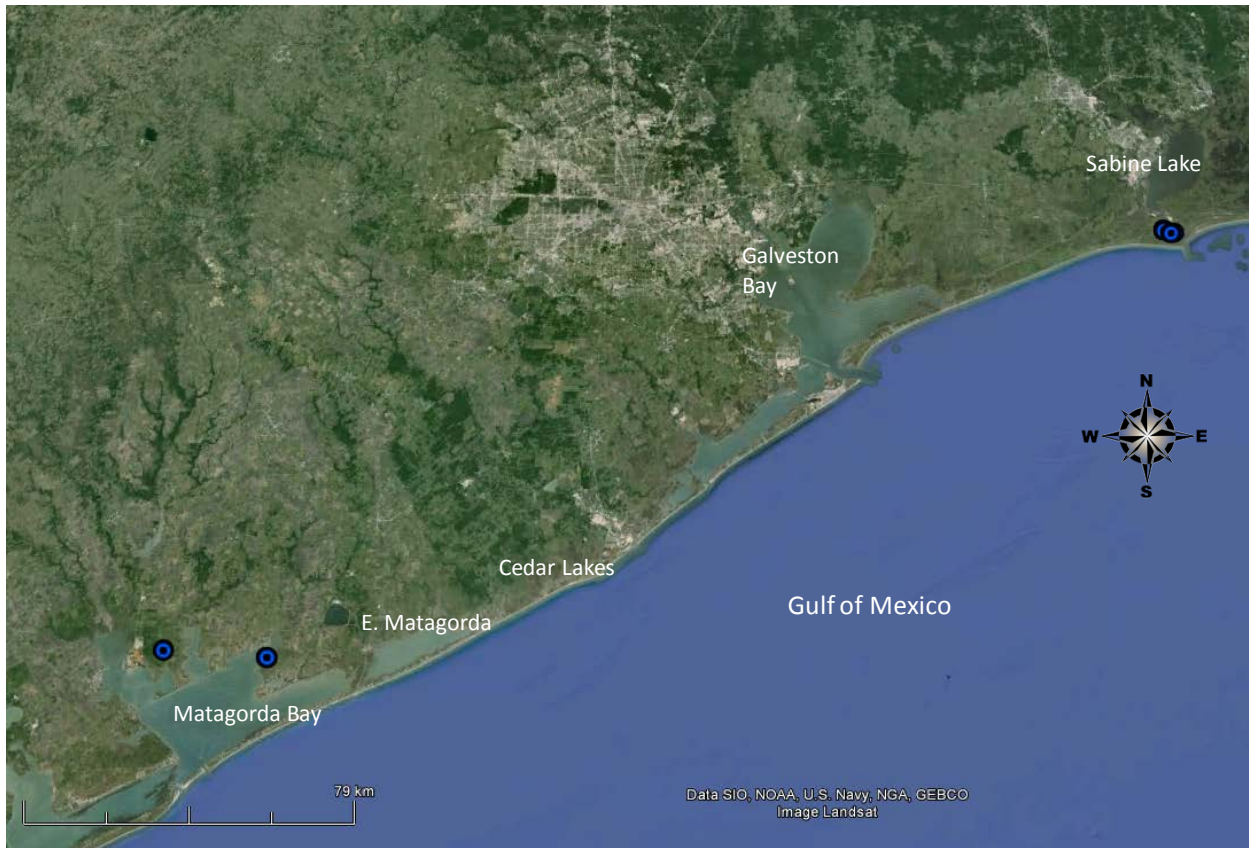 Sabine Lake
Galveston
Bay
N
W
E
S
Cedar Lakes
Gulf of Mexico
E. Matagorda
Matagorda Bay
79 km
Data SIO, NOAA, U.S. Navy, NGA, GEBCO
Image Landsat